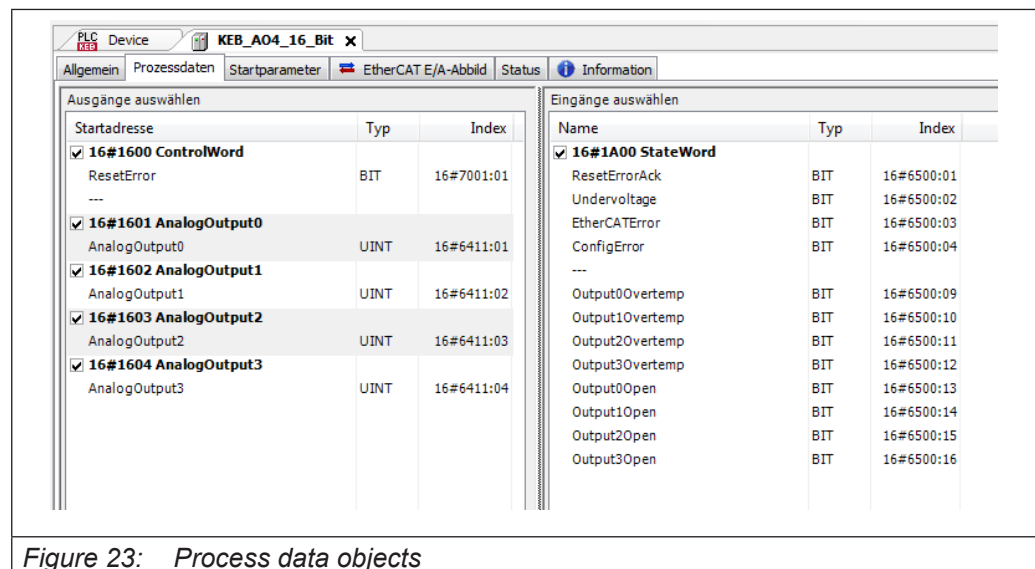 PLC KEB Device KEB_AO4_16_Bit x
Allgemein Prozessdaten Startparameter EtherCAT E/A-Abbild Status Information
Ausgänge auswählen
Startadresse Typ Index
16#1600 ControlWord
ResetError BIT 16#7001:01
---
16#1601 AnalogOutput0
AnalogOutput0 UINT 16#6411:01
16#1602 AnalogOutput1
AnalogOutput1 UINT 16#6411:02
16#1603 AnalogOutput2
AnalogOutput2 UINT 16#6411:03
16#1604 AnalogOutput3
AnalogOutput3 UINT 16#6411:04
Eingänge auswählen
Name Typ Index
16#1A00 StateWord
ResetErrorAck BIT 16#6500:01
Undervoltage BIT 16#6500:02
EtherCATError BIT 16#6500:03
ConfigError BIT 16#6500:04
---
Output0Overtemp BIT 16#6500:09
Output1Overtemp BIT 16#6500:10
Output2Overtemp BIT 16#6500:11
Output3Overtemp BIT 16#6500:12
Output0Open BIT 16#6500:13
Output1Open BIT 16#6500:14
Output2Open BIT 16#6500:15
Output3Open BIT 16#6500:16
Figure 23: Process data objects